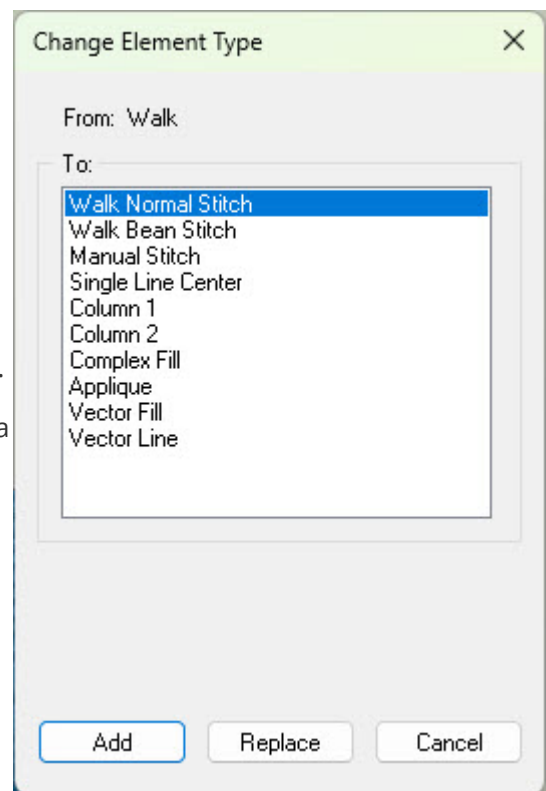 Change Element Type
From: Walk
To:
Walk Normal Stitch
Walk Bean Stitch
Manual Stitch
Single Line Center
Column 1
Column 2
Complex Fill
Applique
Vector Fill
Vector Line
.
a
Add Replace Cancel